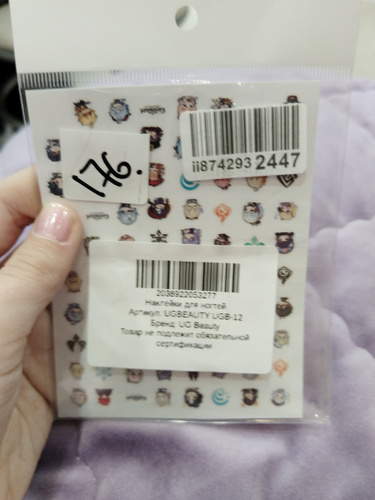 ii874293 2447
176.
2038922053277
Наклейки для ногтей
Артикул: UGBEAUTY UGB-12
Бренд: UG Beauty
Товар не подлежит обязательной
сертификации